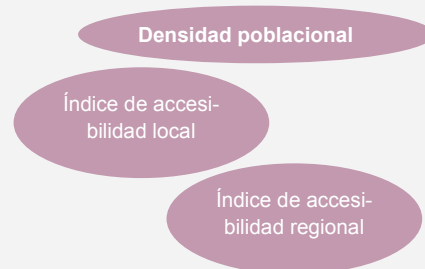 Densidad poblacional
Índice de accesi-
bilidad local
Índice de accesi-
bilidad regional